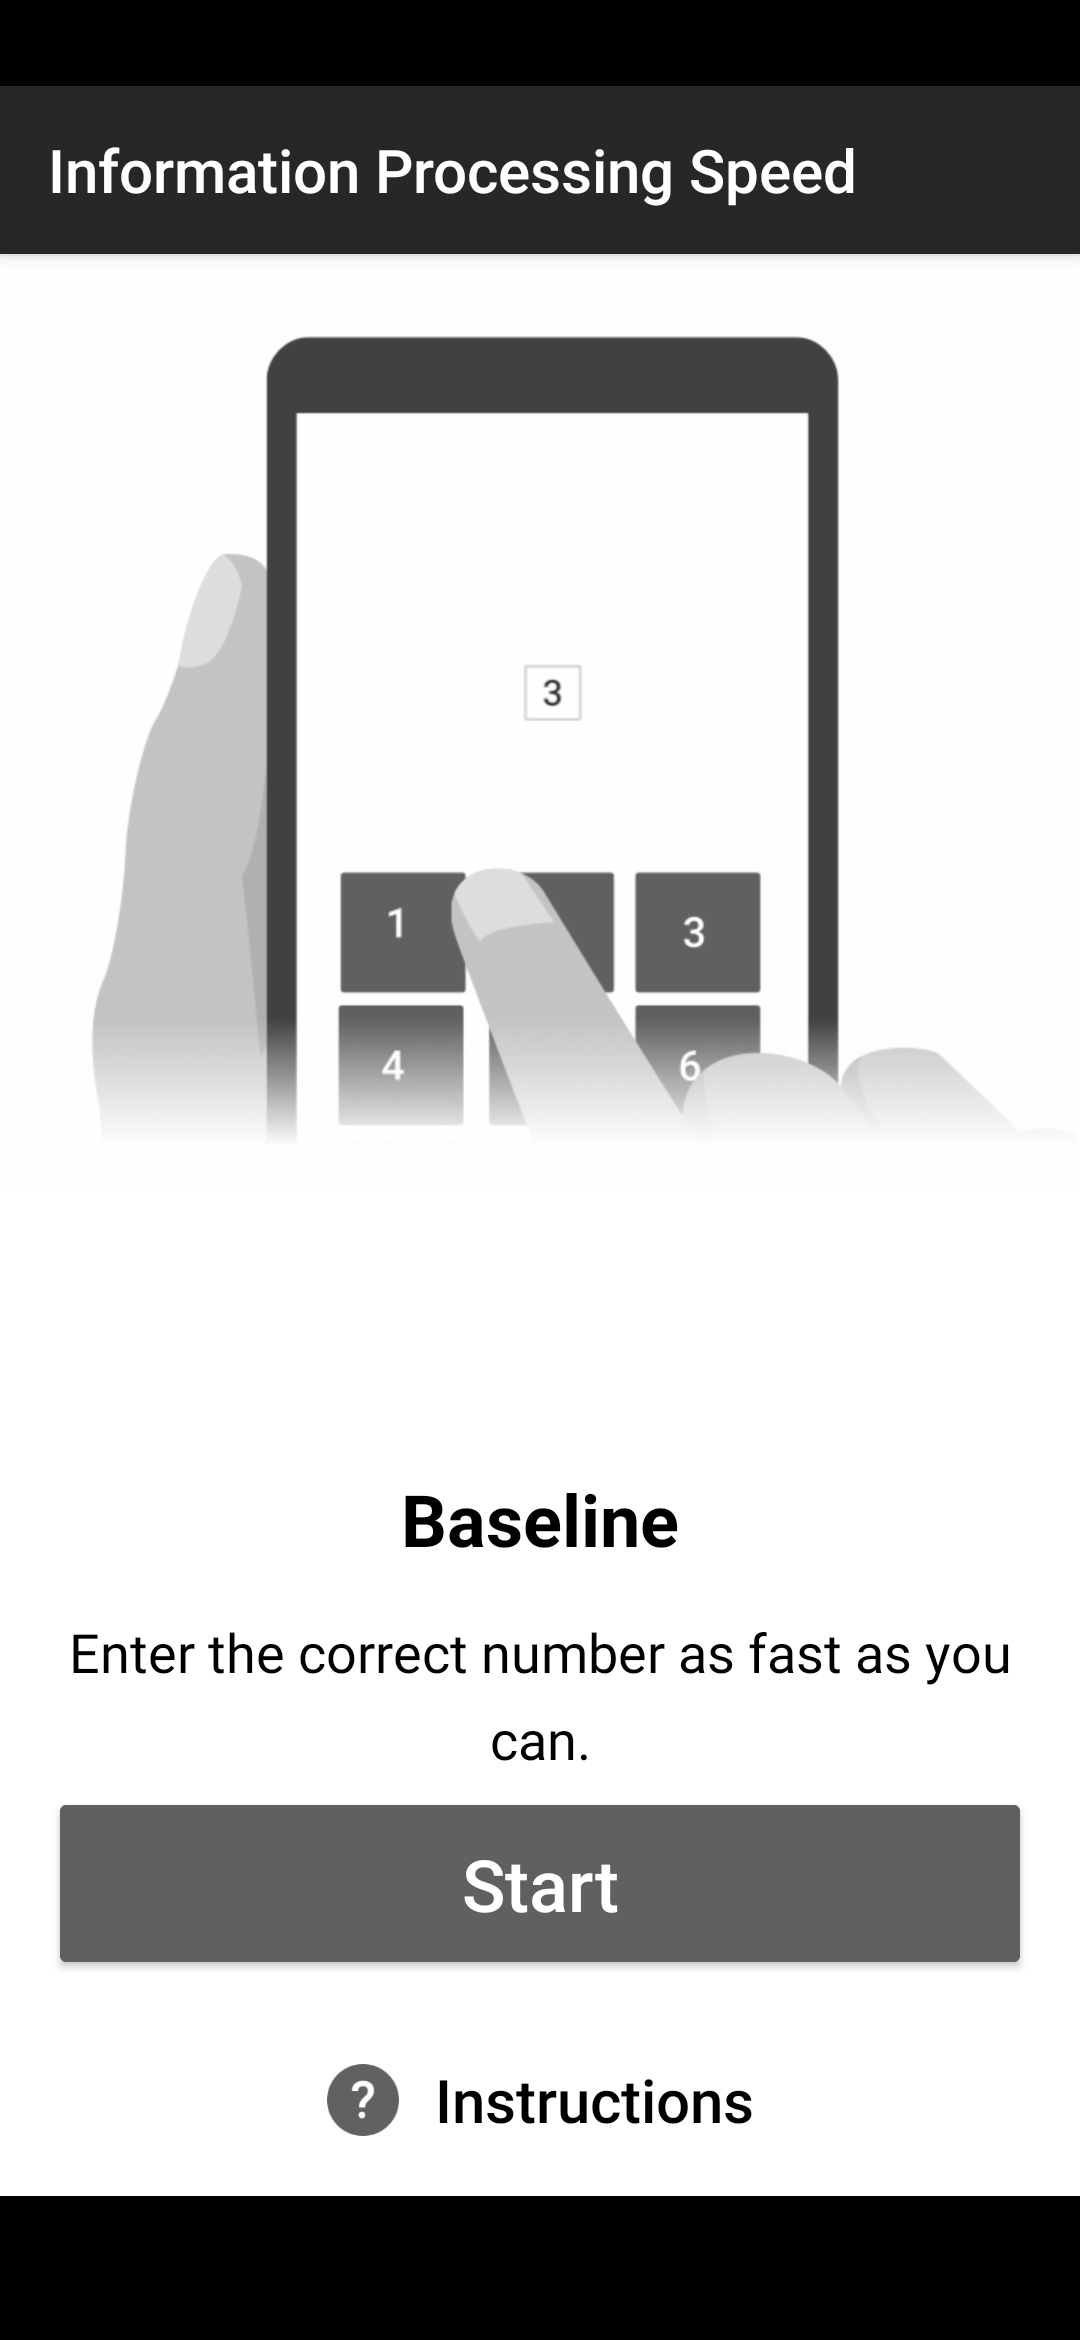 Information Processing Speed
3
1
3
4
6
Baseline
Enter the correct number as fast as you
can.
Start
? Instructions